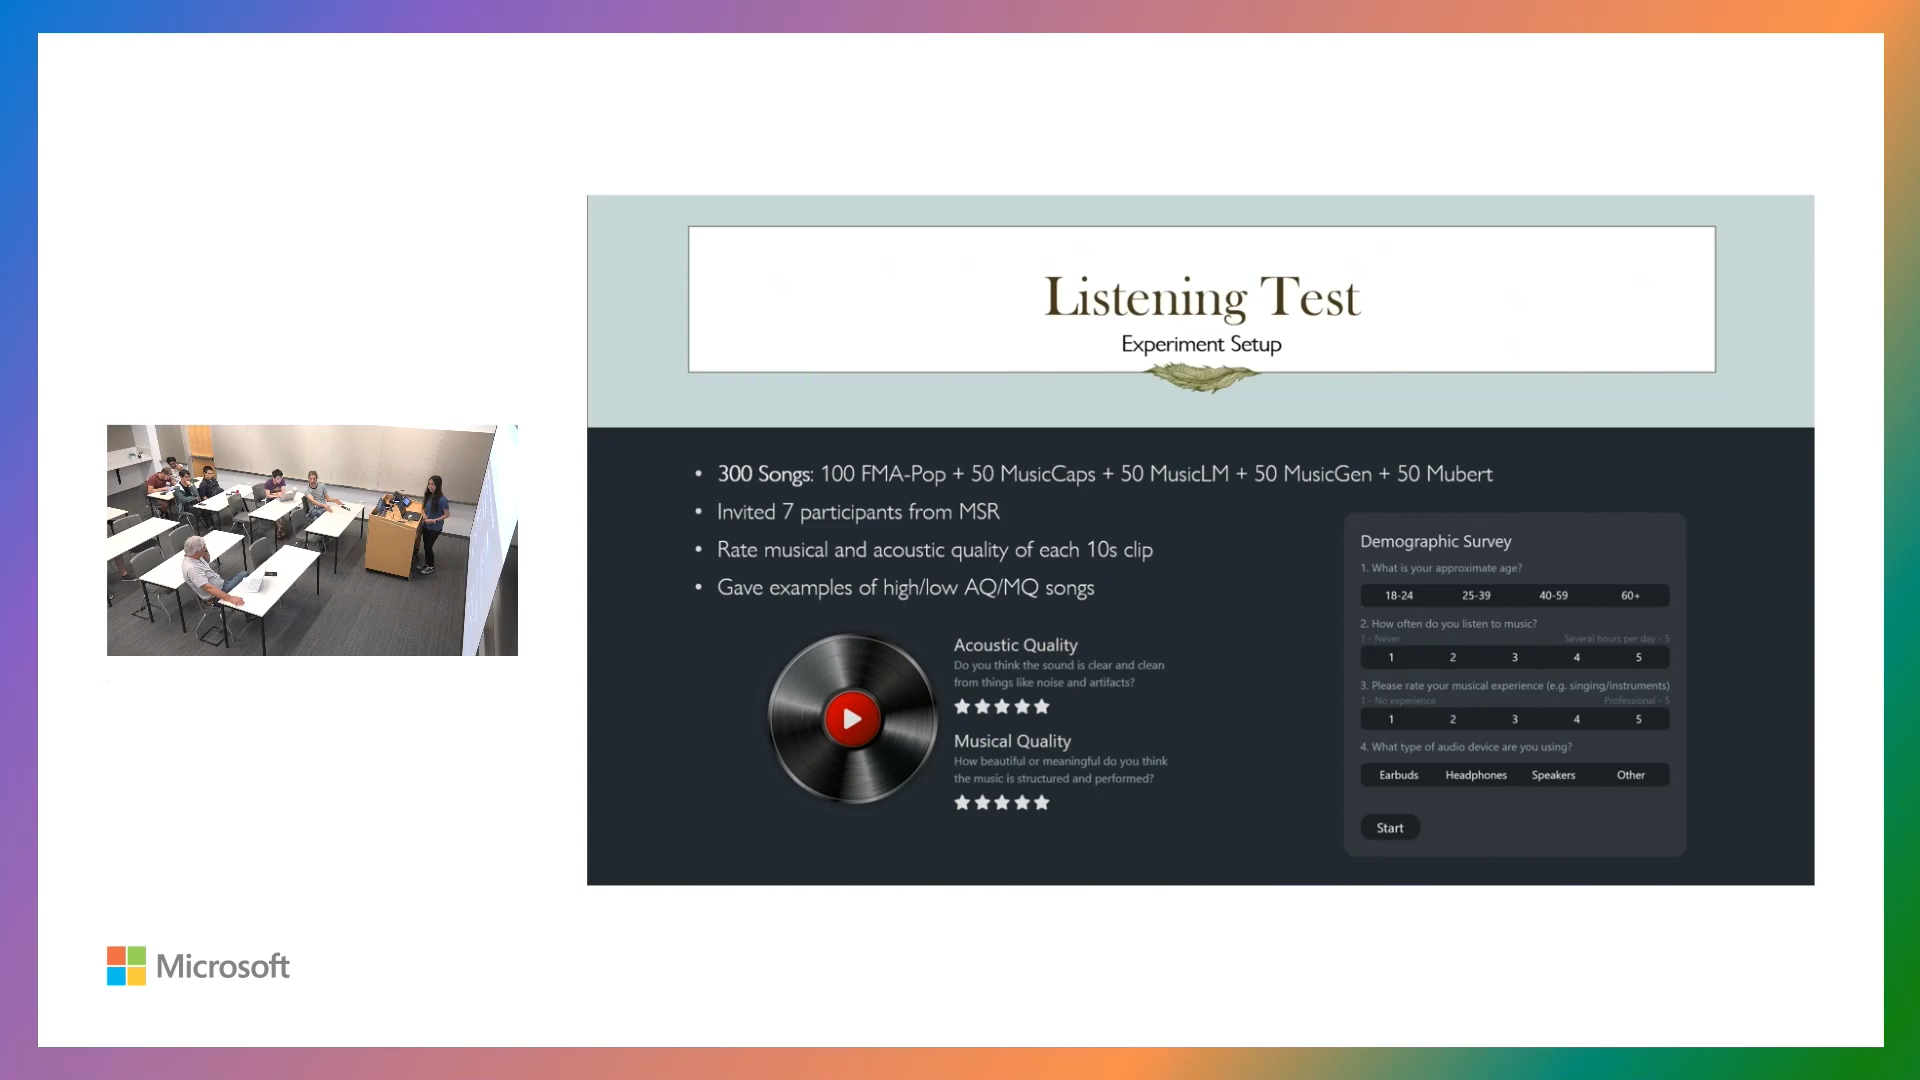 Listening Test
Experiment Setup
• 300 Songs: 100 FMA-Pop + 50 MusicCaps + 50 MusicLM + 50 MusicGen + 50 Mubert
• Invited 7 participants from MSR
• Rate musical and acoustic quality of each 10s clip
• Gave examples of high/low AQ/MQ songs
Acoustic Quality
Do you think the sound is clear and clean
from things like noise and artifacts?
Musical Quality
How beautiful or meaningful do you think
the music is structured and performed?
Demographic Survey
1. What is your approximate age?
18-24 25-39 40-59 60+
2. How often do you listen to music?
1 - Never Several hours per day - 5
1 2 3 4 5
3. Please rate your musical experience (e.g. singing/instruments)
1 - No experience Professional - 5
1 2 3 4 5
4. What type of audio device are you using?
Earbuds Headphones Speakers Other
Start
Microsoft